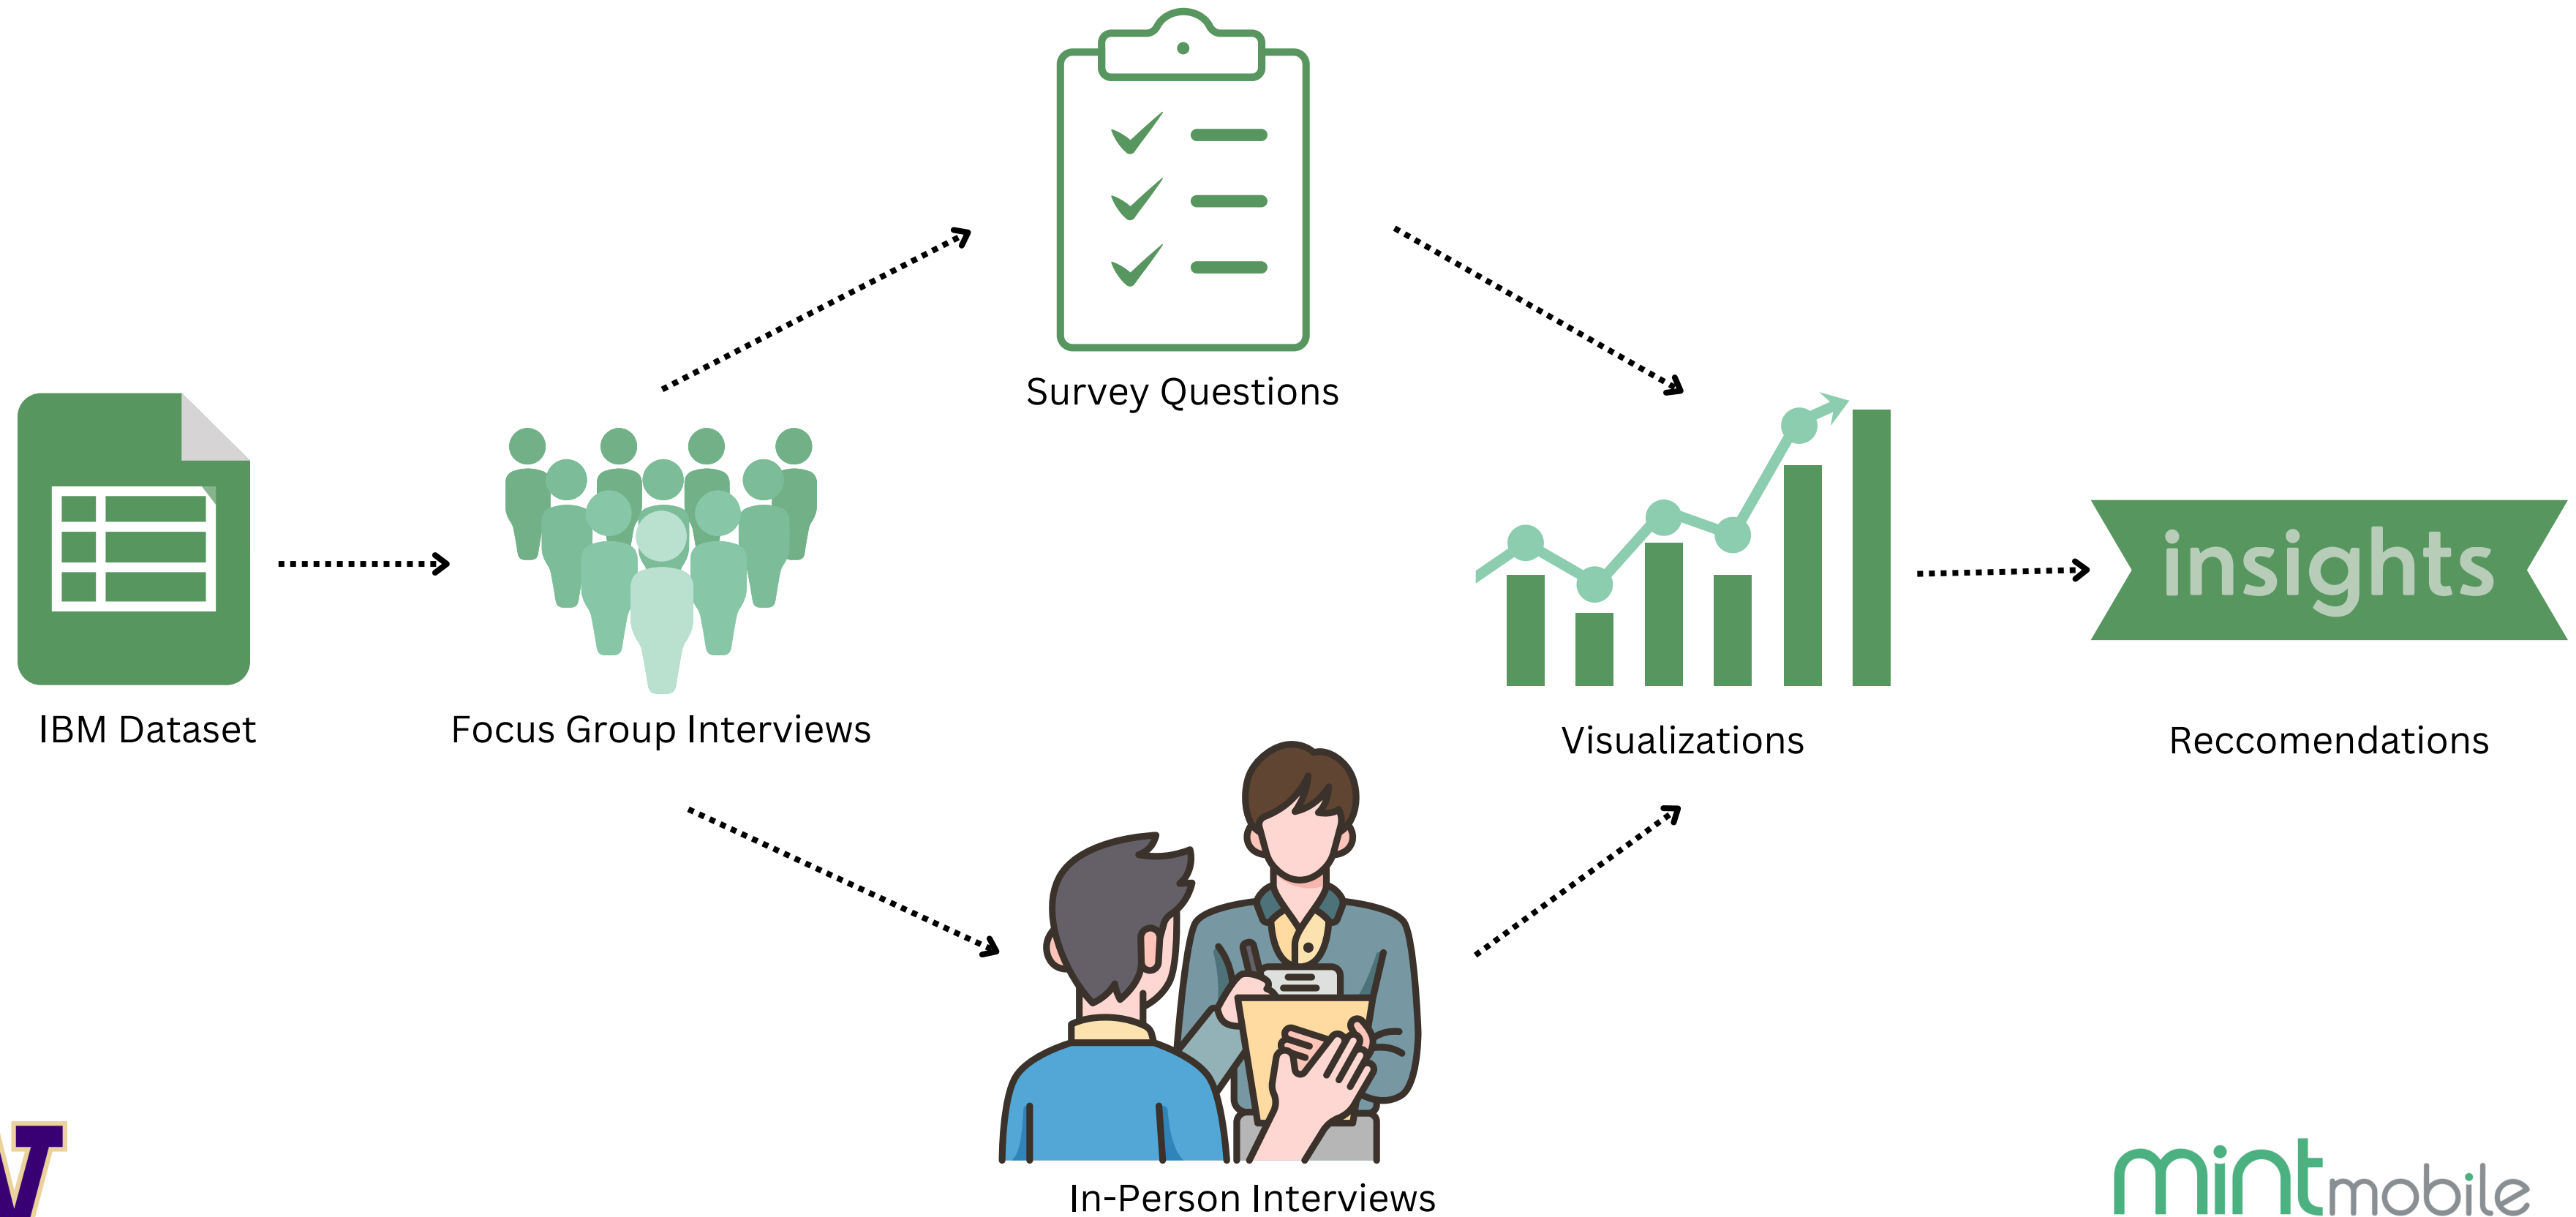 Survey Questions
IBM Dataset
Focus Group Interviews
Visualizations
insights
Reccomendations
In-Person Interviews
mintmobile